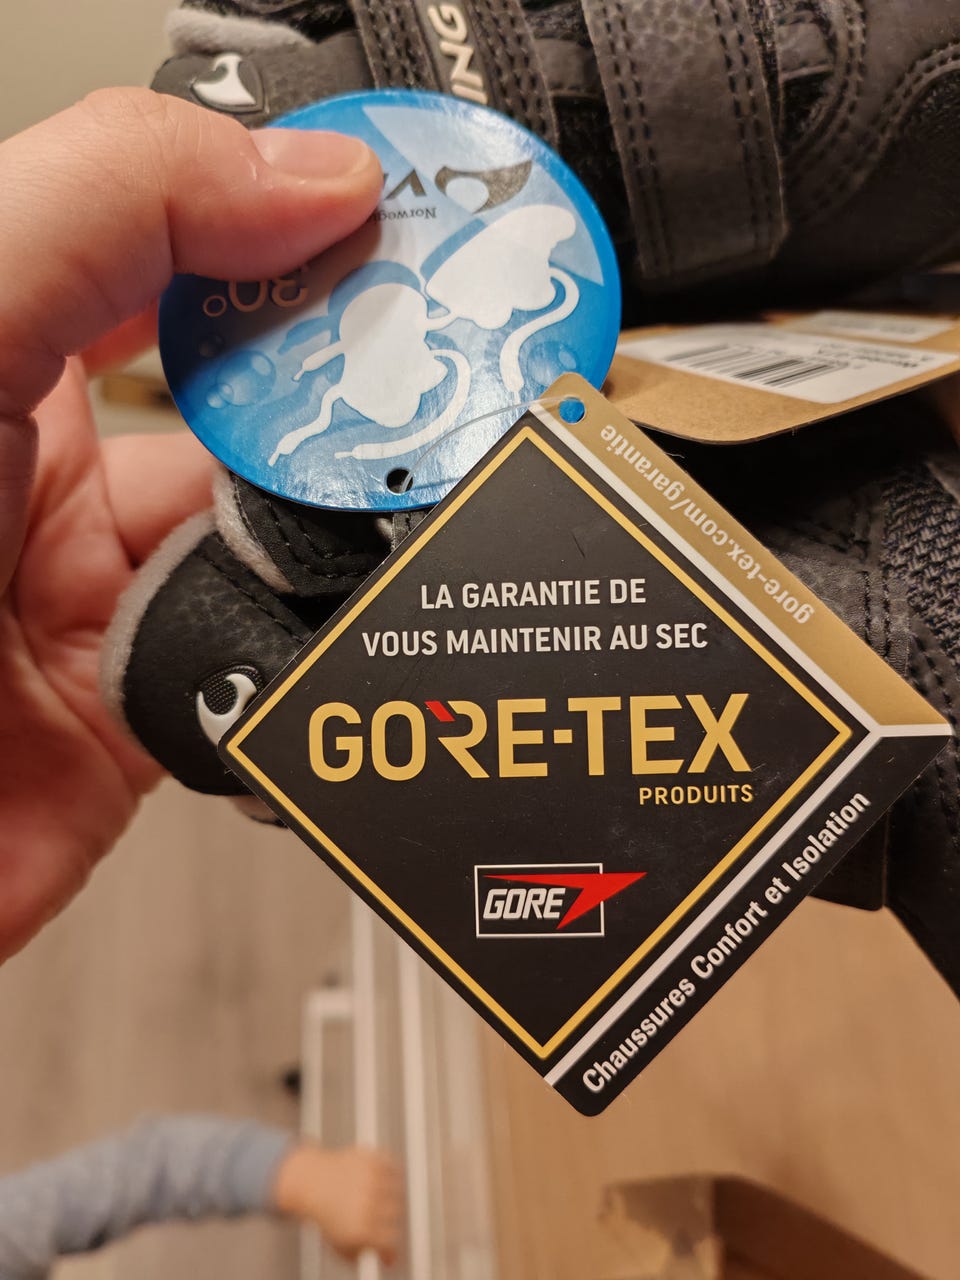 ING
30°
gore-tex.com/garantie
LA GARANTIE DE
VOUS MAINTENIR AU SEC
GORE-TEX
PRODUITS
GORE
Chaussures Confort et Isolation